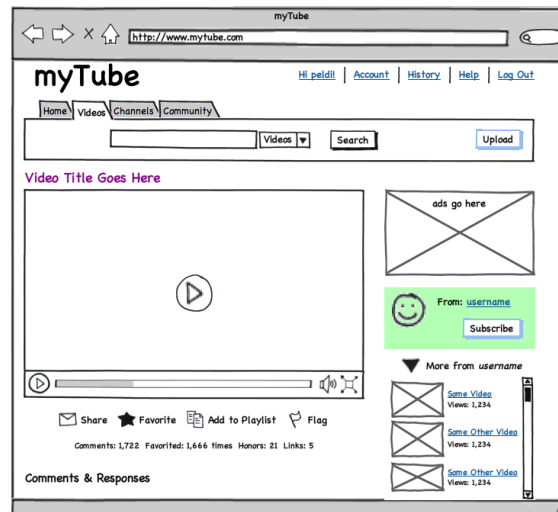 myTube
http://www.mytube.com
myTube
Hi peldi! Account History Help Log Out
Home Videos Channels Community
Videos Search Upload
Video Title Goes Here
ads go here
From: username
Subscribe
More from username
Some Video
Views: 1,234
Some Other Video
Views: 1,234
Some Other Video
Views: 1,234
Share Favorite Add to Playlist Flag
Comments: 1,722 Favorited: 1,666 times Honors: 21 Links: 5
Comments & Responses